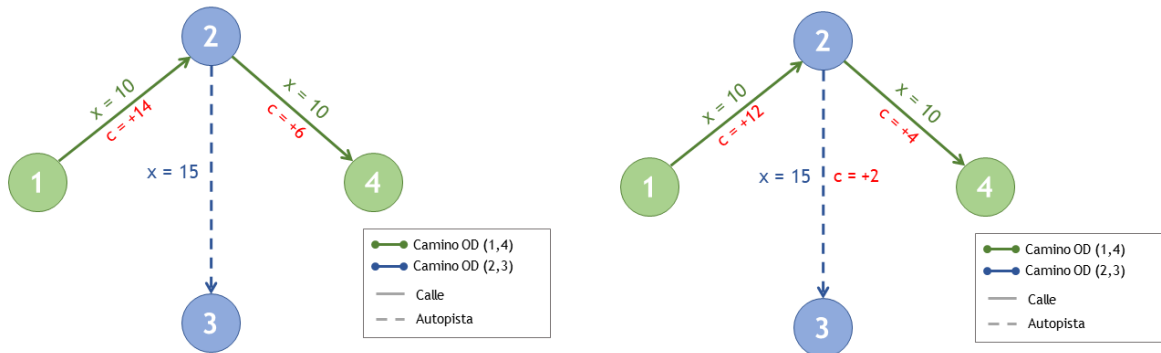 2
x = 10
c = +14
x = 10
c = +6
x = 15
1
4
3
Camino OD (1,4)
Camino OD (2,3)
Calle
Autopista
2
x = 10
c = +12
x = 10
c = +4
x = 15
c = +2
1
4
3
Camino OD (1,4)
Camino OD (2,3)
Calle
Autopista